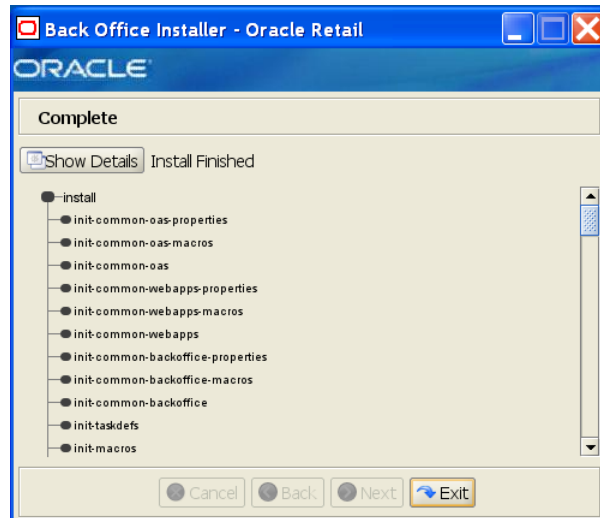 Back Office Installer - Oracle Retail
ORACLE
Complete
Show Details Install Finished
install
init-common-oas-properties
init-common-oas-macros
init-common-oas
init-common-webapps-properties
init-common-webapps-macros
init-common-webapps
init-common-backoffice-properties
init-common-backoffice-macros
init-common-backoffice
init-taskdefs
init-macros
Cancel Back Next Exit